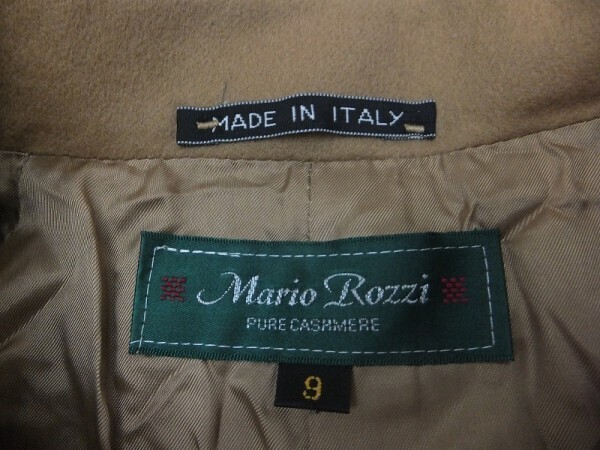 MADE IN ITALY
Mario Rozzi
PURE CASHMERE
9